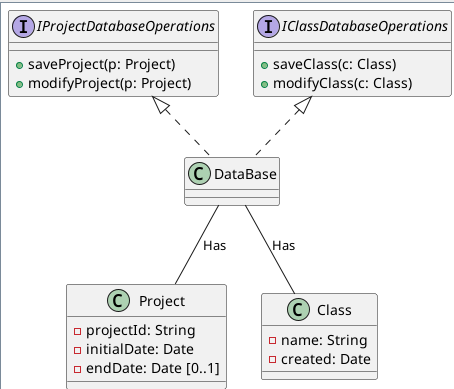 I IProjectDatabaseOperations
saveProject(p: Project)
modifyProject(p: Project)
I IClassDatabaseOperations
saveClass(c: Class)
modifyClass(c: Class)
C DataBase
Has
Has
C Project
projectId: String
initialDate: Date
endDate: Date [0..1]
C Class
name: String
created: Date